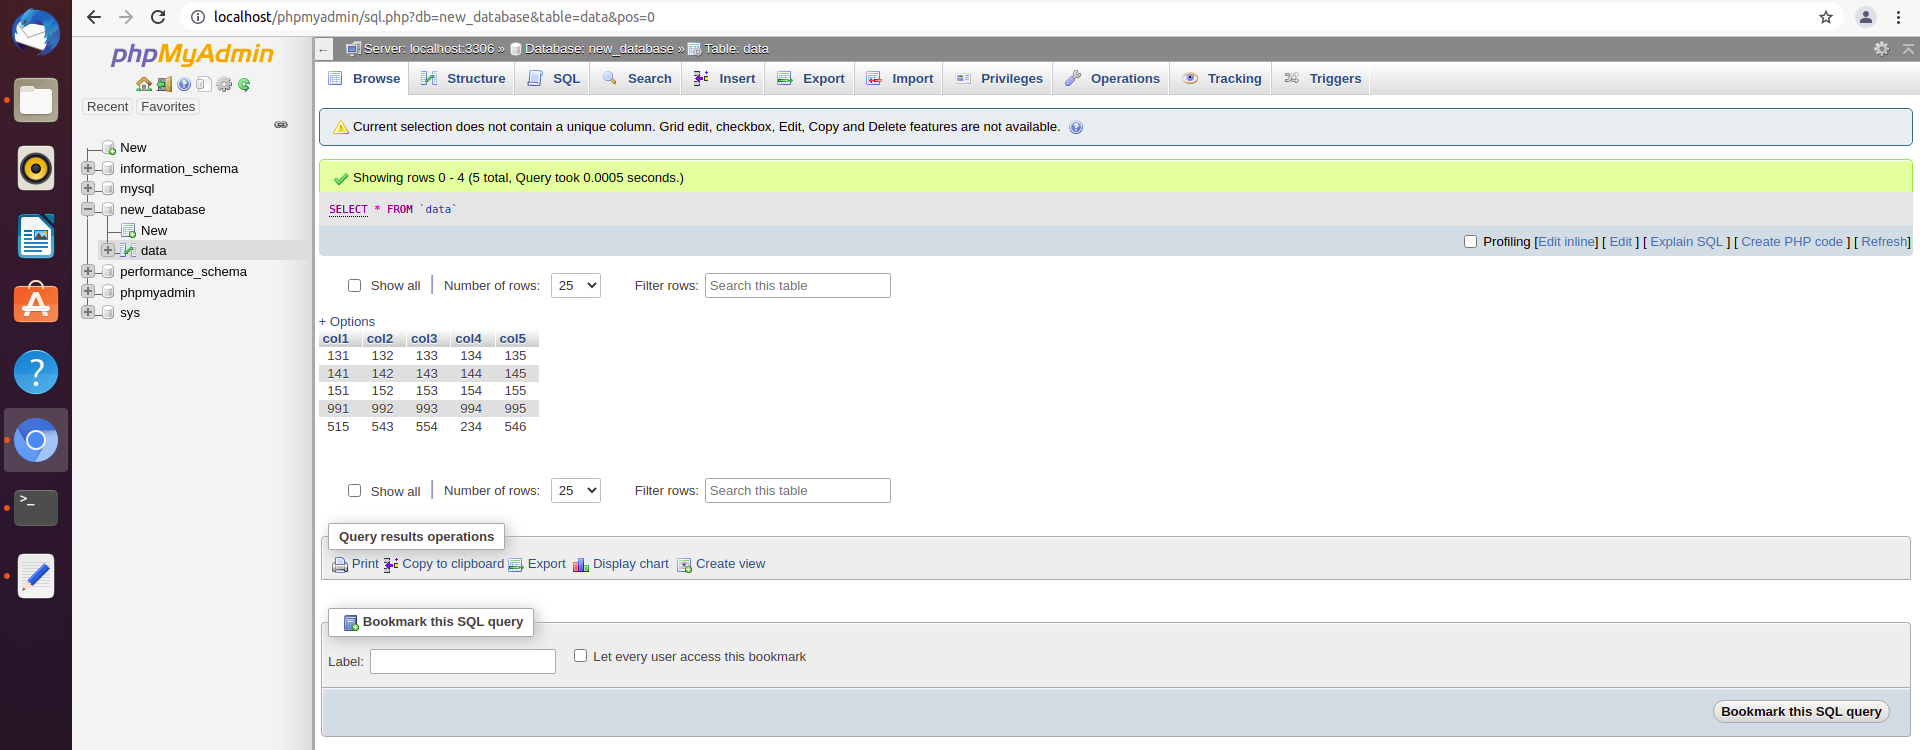 localhost/phpmyadmin/sql.php?db=new_database&table=data&pos=0
phpMyAdmin
Recent Favorites
New
information_schema
mysql
new_database
New
data
performance_schema
phpmyadmin
sys
Server: localhost:3306 » Database: new_database » Table: data
Browse Structure SQL Search Insert Export Import Privileges Operations Tracking Triggers
Current selection does not contain a unique column. Grid edit, checkbox, Edit, Copy and Delete features are not available.
Showing rows 0 - 4 (5 total, Query took 0.0005 seconds.)
SELECT * FROM `data`
Profiling [Edit inline] [ Edit ] [ Explain SQL ] [ Create PHP code ] [ Refresh]
Show all Number of rows: 25 Filter rows: Search this table
+ Options
col1 col2 col3 col4 col5
131 132 133 134 135
141 142 143 144 145
151 152 153 154 155
991 992 993 994 995
515 543 554 234 546
Show all Number of rows: 25 Filter rows: Search this table
Query results operations
Print Copy to clipboard Export Display chart Create view
Bookmark this SQL query
Label: Let every user access this bookmark
Bookmark this SQL query